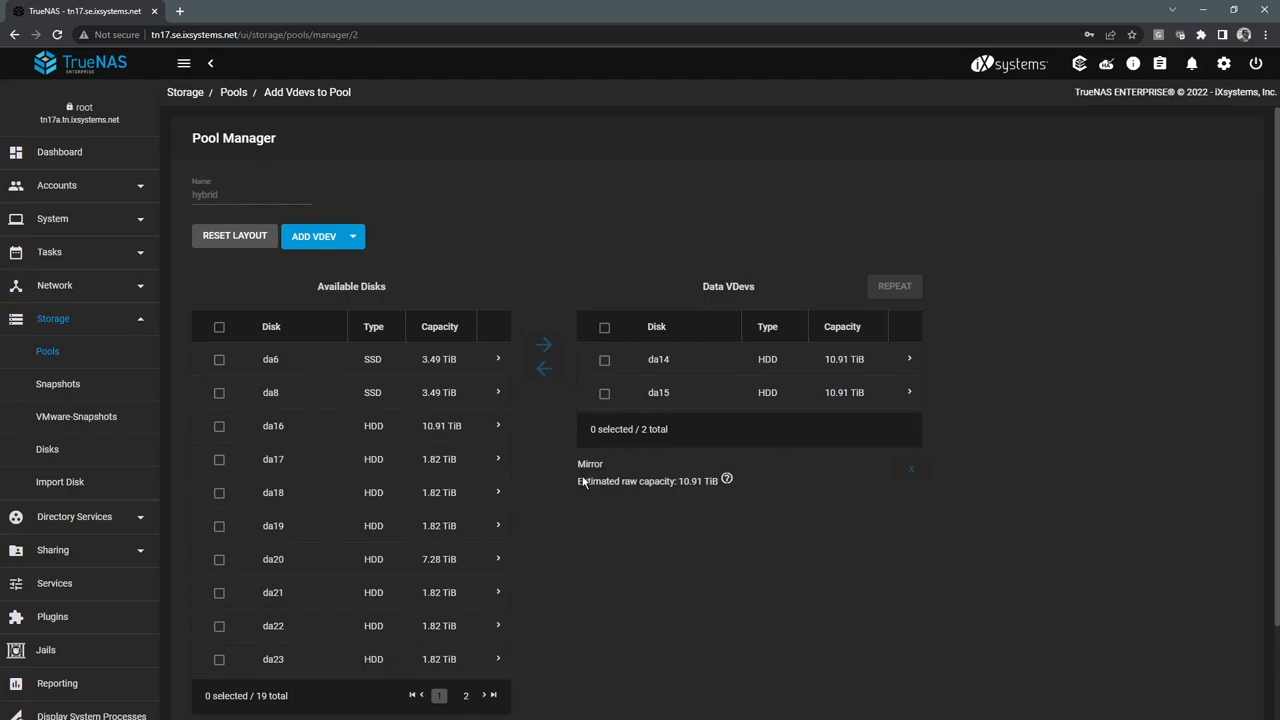 TrueNAS - tn17.se.ixsystems.net
Not secure
tn17.se.ixsystems.net/ui/storage/pools/manager/2
TrueNAS
ENTERPRISE
iXsystems
Storage / Pools / Add Vdevs to Pool
TrueNAS ENTERPRISE® © 2022 - iXsystems, Inc.
root
tn17a.tn.ixsystems.net
Dashboard
Accounts
System
Tasks
Network
Storage
Pools
Snapshots
VMware-Snapshots
Disks
Import Disk
Directory Services
Sharing
Services
Plugins
Jails
Reporting
Display System Processes
Pool Manager
Name
hybrid
RESET LAYOUT
ADD VDEV
Available Disks
Disk Type Capacity
da6 SSD 3.49 TiB
da8 SSD 3.49 TiB
da16 HDD 10.91 TiB
da17 HDD 1.82 TiB
da18 HDD 1.82 TiB
da19 HDD 1.82 TiB
da20 HDD 7.28 TiB
da21 HDD 1.82 TiB
da22 HDD 1.82 TiB
da23 HDD 1.82 TiB
0 selected / 19 total
1 2
Data VDevs
REPEAT
Disk Type Capacity
da14 HDD 10.91 TiB
da15 HDD 10.91 TiB
0 selected / 2 total
Mirror
X
Estimated raw capacity: 10.91 TiB